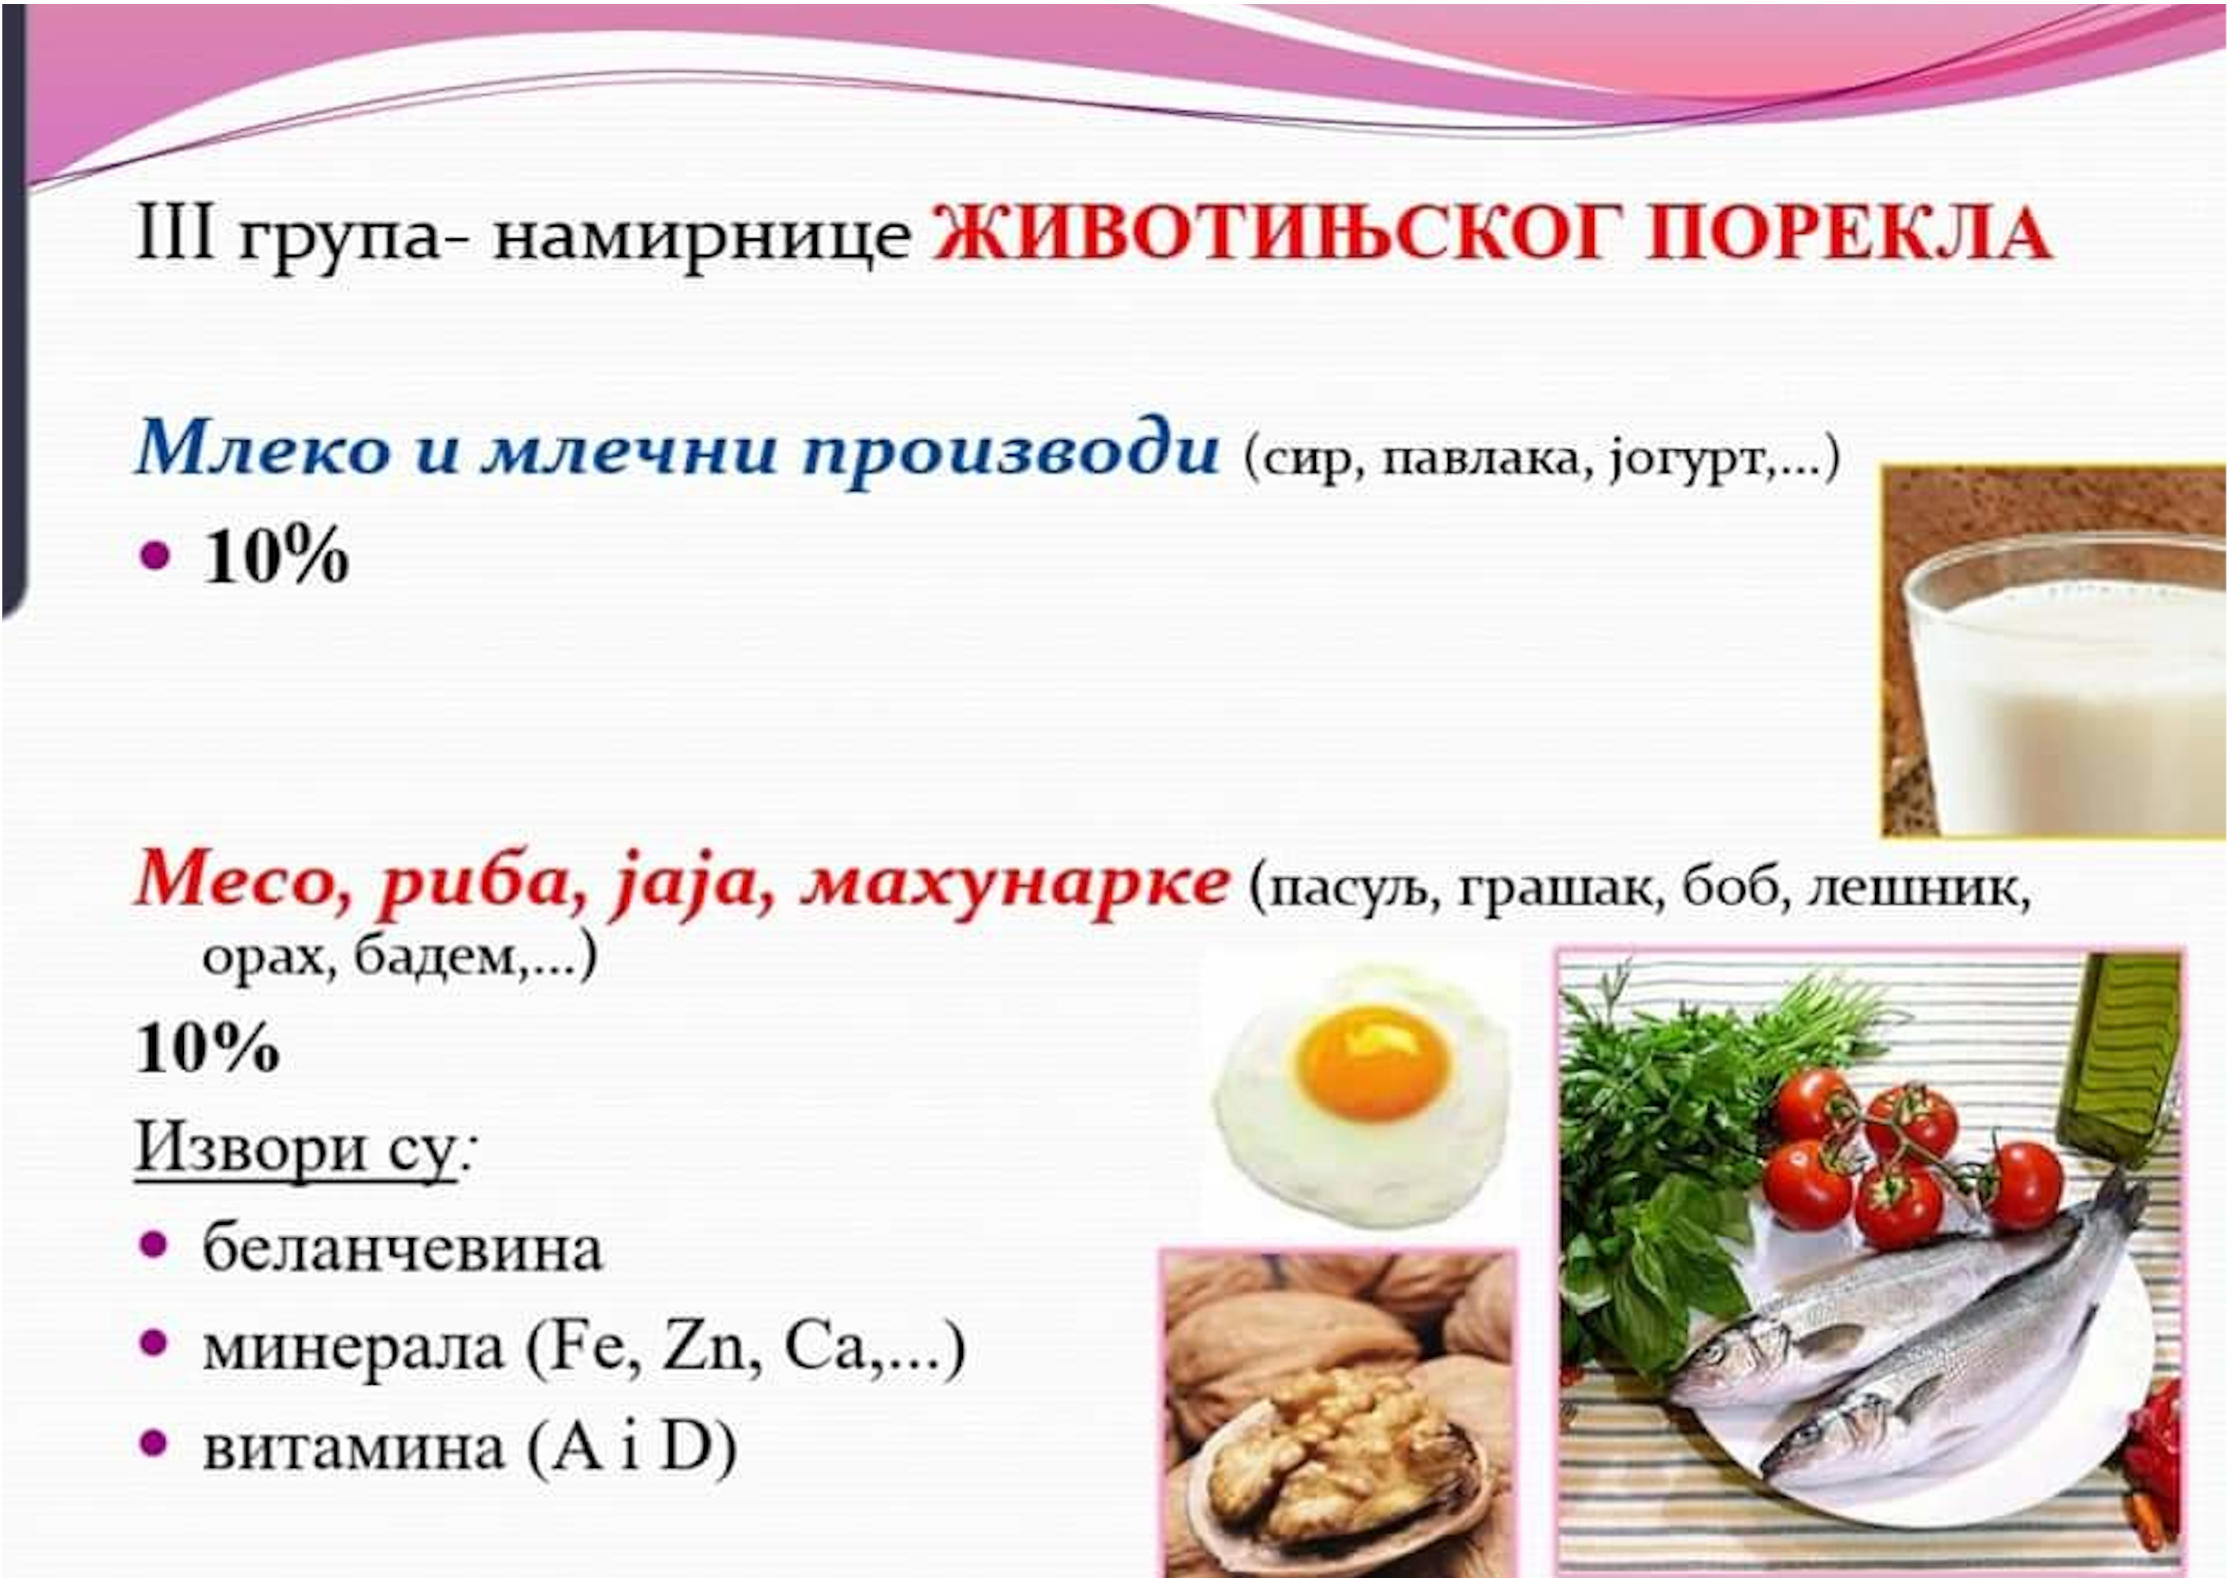 III група- намирнице ЖИВОТИЊСКОГ ПОРЕКЛА
Млеко и млечни производи (сир, павлака, јогурт,...)
• 10%
Месо, риба, јаја, махунарке (пасуљ, грашак, боб, лешник,
орах, бадем,...)
10%
Извори су:
• беланчевина
• минерала (Fe, Zn, Ca,...)
• витамина (A i D)